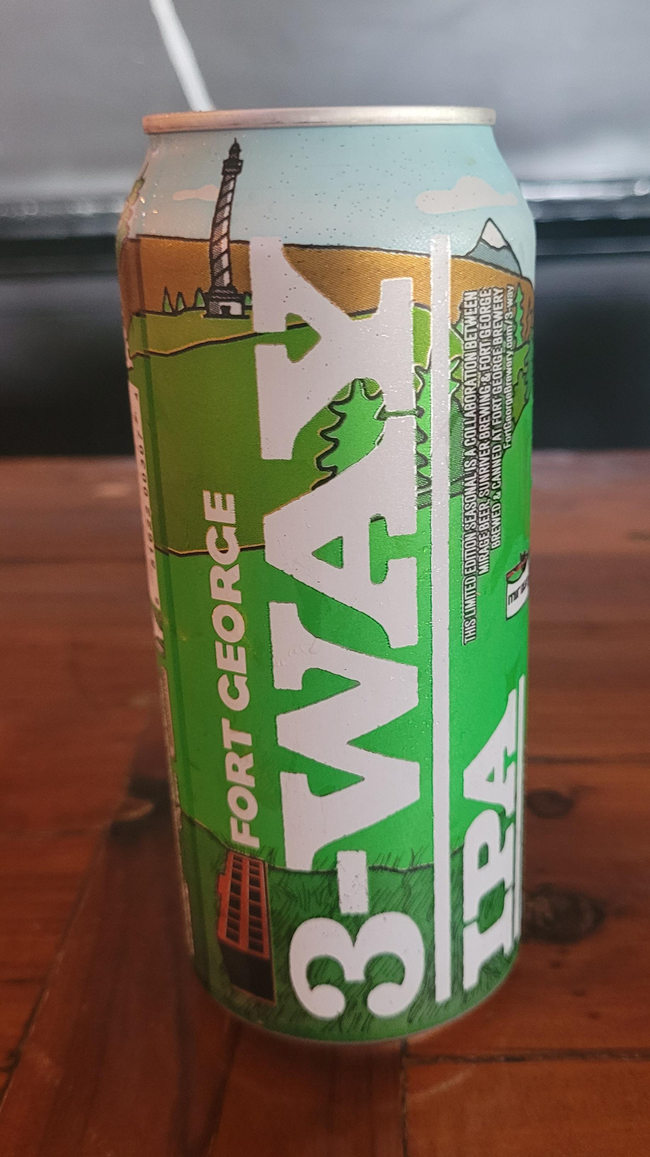 FORT GEORGE
3-WAY
IPA
THIS LIMITED EDITION SEASONAL IS A COLLABORATION BETWEEN
MIRAGE BEER, SUNRIVER BREWING & FORT GEORGE
BREWED & CANNED AT FORT GEORGE BREWERY